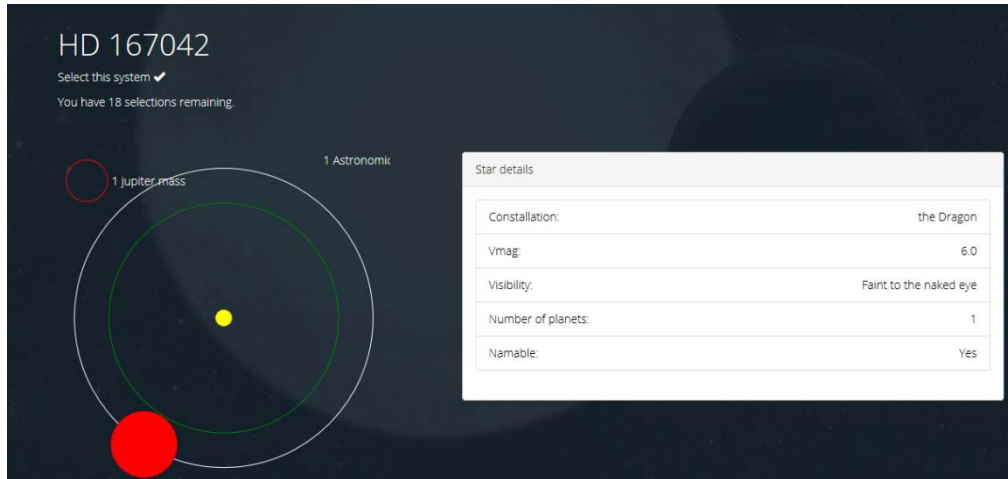 HD 167042
Select this system ✔
You have 18 selections remaining.
1 Astronomic
1 jupiter mass
Star details
Constallation: the Dragon
Vmag: 6.0
Visibility: Faint to the naked eye
Number of planets: 1
Namable: Yes